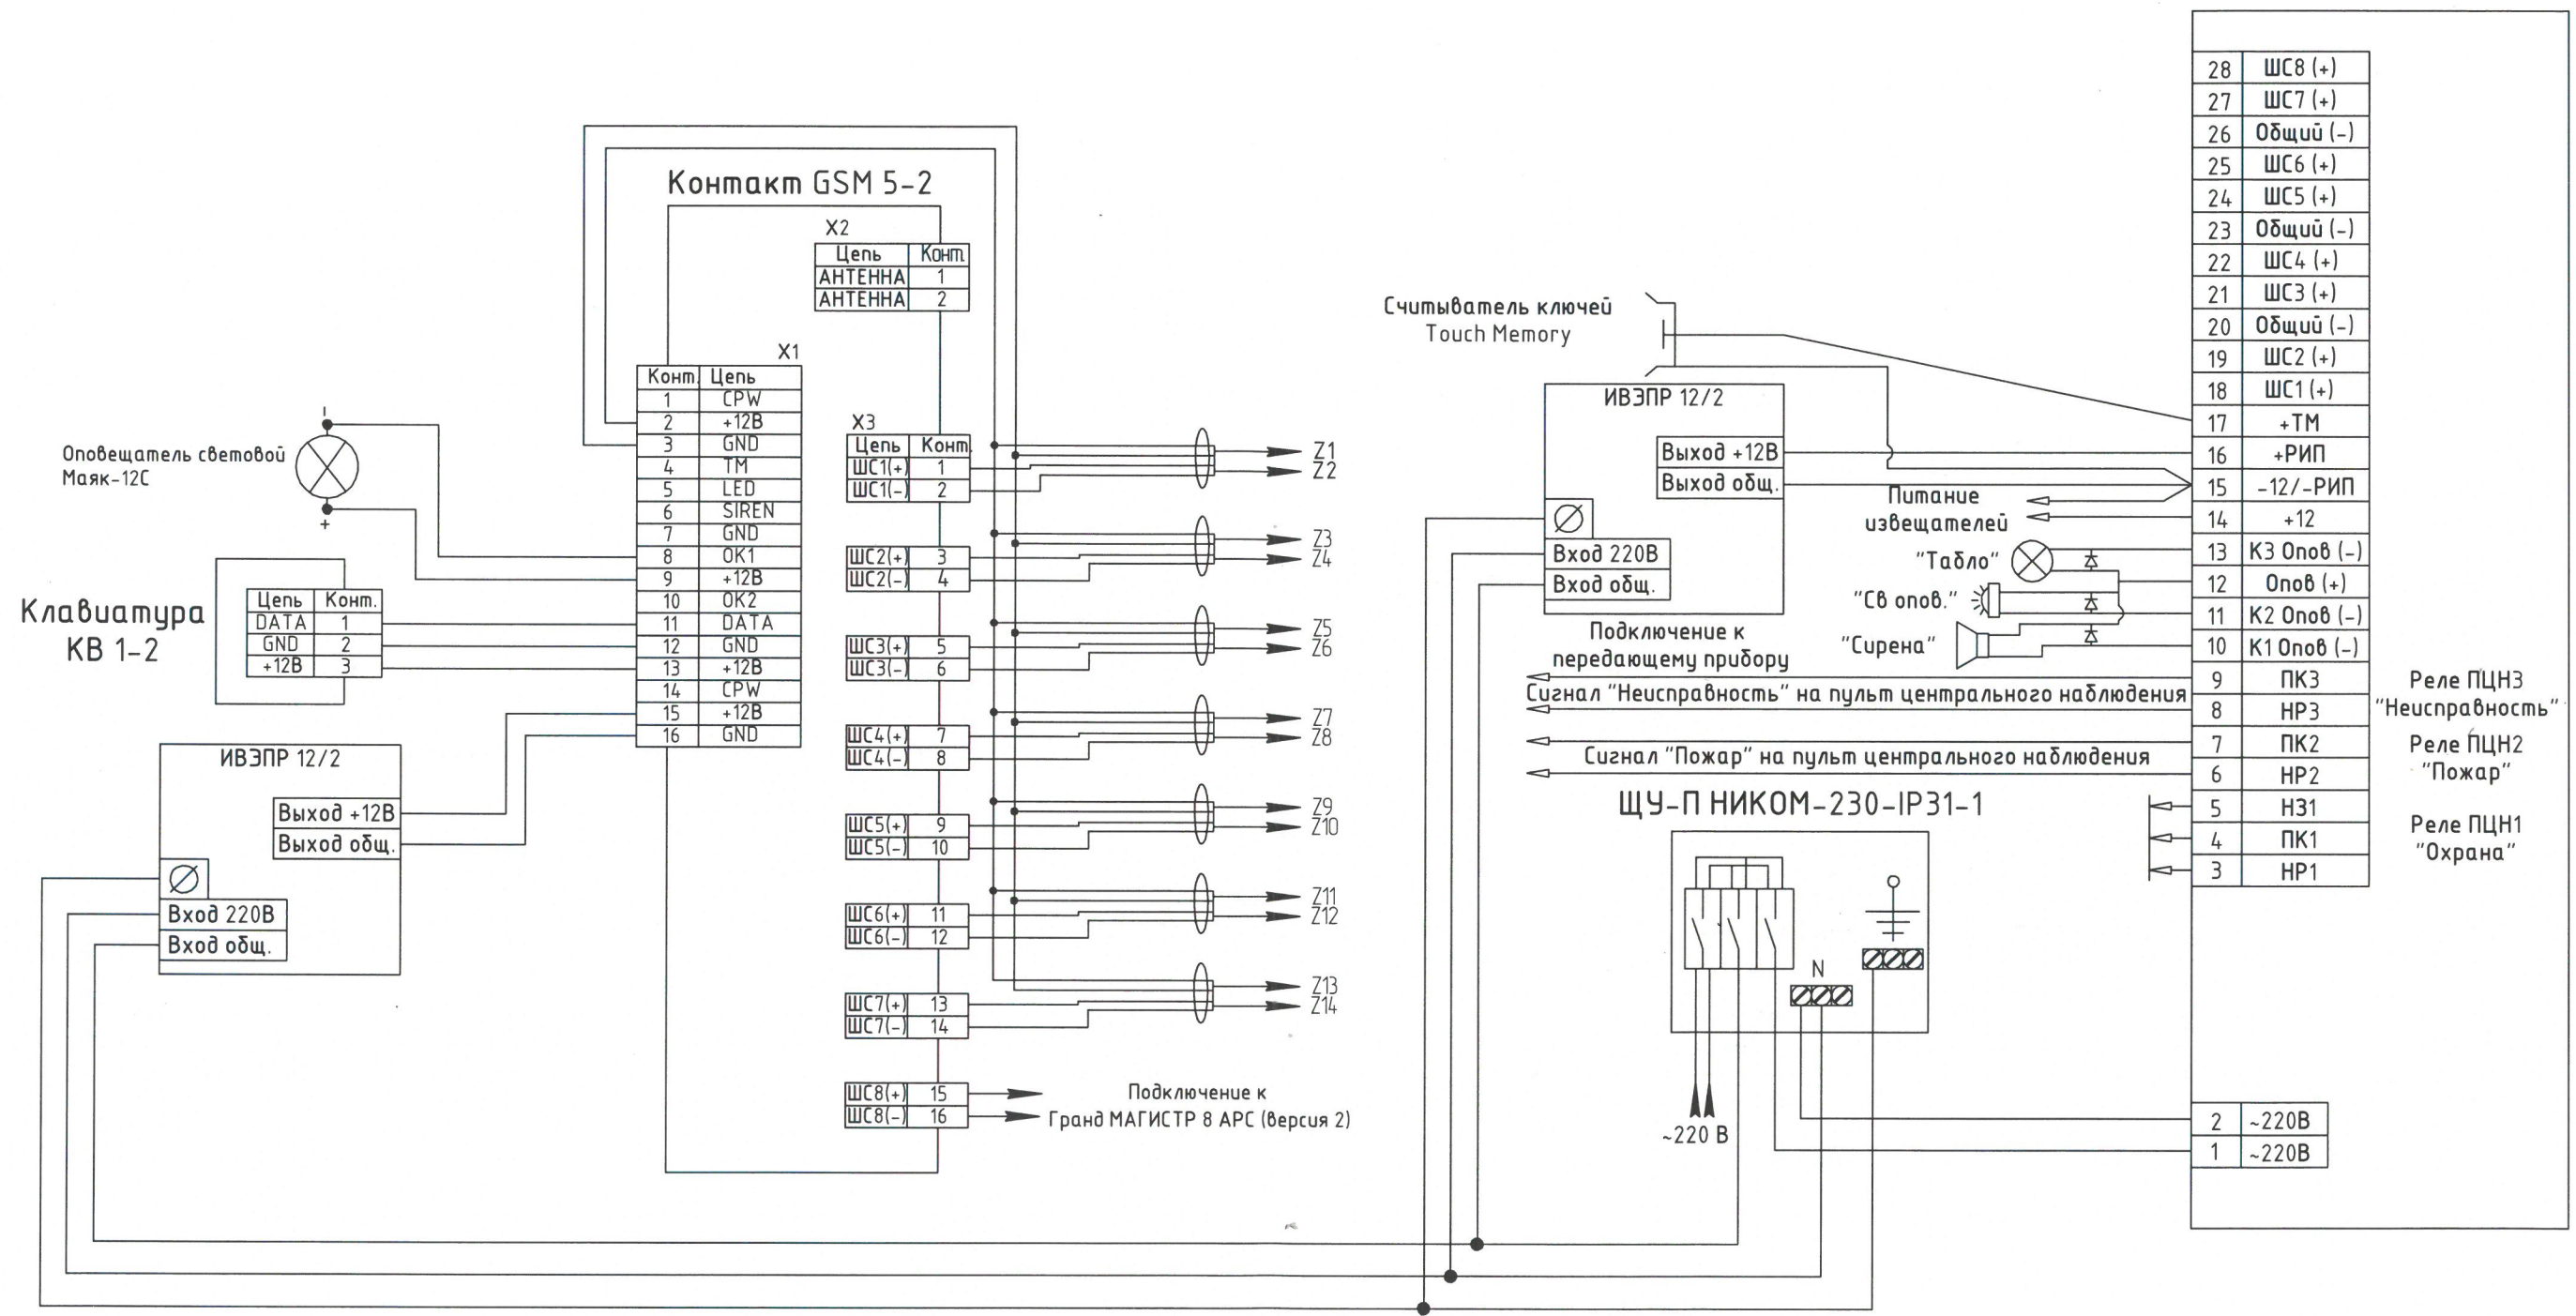 Контакт GSM 5-2
X2
Цепь Конт.
АНТЕННА 1
АНТЕННА 2
X1
Конт. Цепь
1 CPW
2 +12В
3 GND
4 TM
5 LED
6 SIREN
7 GND
8 OK1
9 +12В
10 OK2
11 DATA
12 GND
13 +12В
14 CPW
15 +12В
16 GND
X3
Цепь Конт.
ШС1(+) 1
ШС1(-) 2
ШС2(+) 3
ШС2(-) 4
ШС3(+) 5
ШС3(-) 6
ШС4(+) 7
ШС4(-) 8
ШС5(+) 9
ШС5(-) 10
ШС6(+) 11
ШС6(-) 12
ШС7(+) 13
ШС7(-) 14
ШС8(+) 15
ШС8(-) 16
Z1
Z2
Z3
Z4
Z5
Z6
Z7
Z8
Z9
Z10
Z11
Z12
Z13
Z14
Подключение к
Гранд МАГИСТР 8 АРС (версия 2)
-
Оповещатель световой
Маяк-12С
+
Клавиатура
КВ 1-2
Цепь Конт.
DATA 1
GND 2
+12В 3
ИВЭПР 12/2
Выход +12В
Выход общ.
Вход 220В
Вход общ.
Считыватель ключей
Touch Memory
ИВЭПР 12/2
Выход +12В
Выход общ.
Вход 220В
Вход общ.
Питание
извещателей
"Табло"
"Св опов."
"Сирена"
Подключение к
передающему прибору
Сигнал "Неисправность" на пульт центрального наблюдения
Сигнал "Пожар" на пульт центрального наблюдения
ЩУ-П НИКОМ-230-IP31-1
N
~220 В
28 ШС8 (+)
27 ШС7 (+)
26 Общий (-)
25 ШС6 (+)
24 ШС5 (+)
23 Общий (-)
22 ШС4 (+)
21 ШС3 (+)
20 Общий (-)
19 ШС2 (+)
18 ШС1 (+)
17 +ТМ
16 +РИП
15 -12/-РИП
14 +12
13 К3 Опов (-)
12 Опов (+)
11 К2 Опов (-)
10 К1 Опов (-)
9 ПК3
8 НР3
7 ПК2
6 НР2
5 НЗ1
4 ПК1
3 НР1
Реле ПЦН3
"Неисправность"
Реле ПЦН2
"Пожар"
Реле ПЦН1
"Охрана"
2 ~220В
1 ~220В